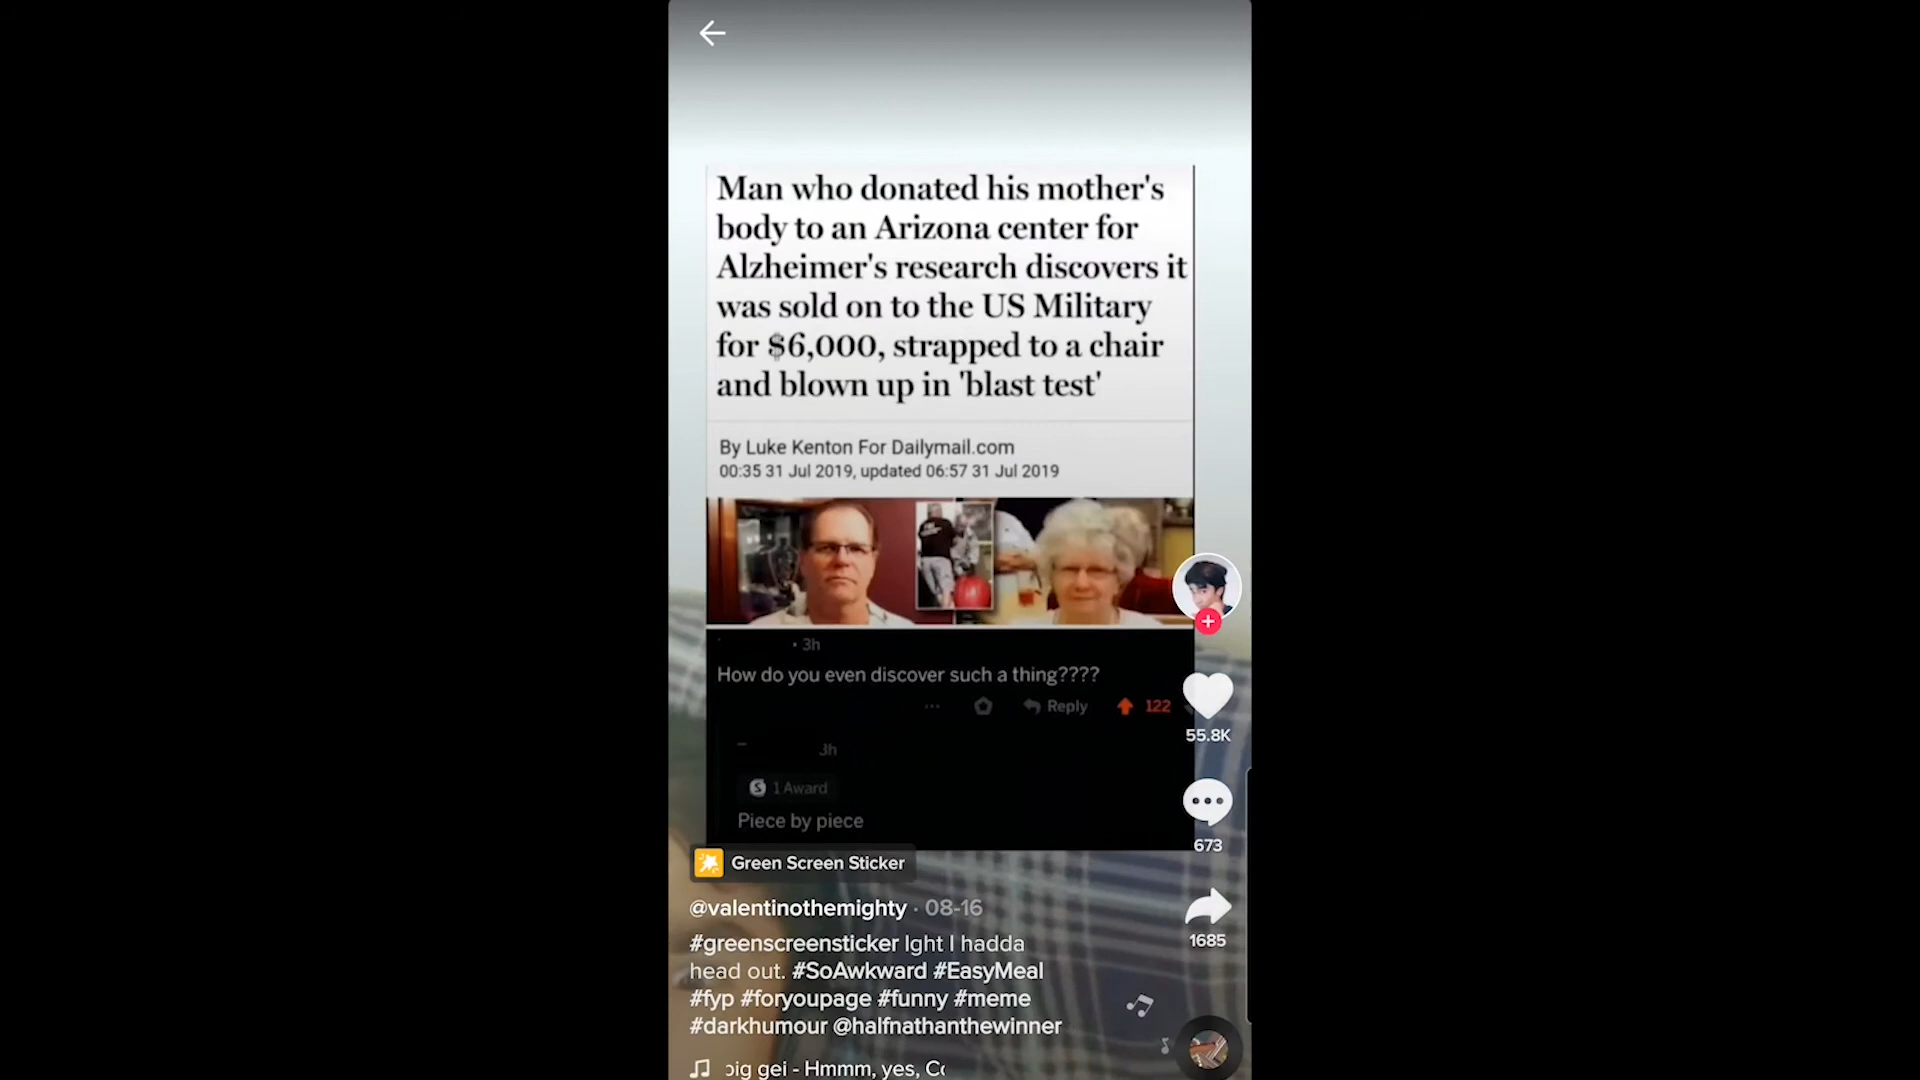 Man who donated his mother's
body to an Arizona center for
Alzheimer's research discovers it
was sold on to the US Military
for $6,000, strapped to a chair
and blown up in 'blast test'
By Luke Kenton For Dailymail.com
00:35 31 Jul 2019, updated 06:57 31 Jul 2019
• 3h
How do you even discover such a thing????
Reply 122
3h
1 Award
Piece by piece
55.8K
673
1685
Green Screen Sticker
@valentinothemighty · 08-16
#greenscreensticker Ight I hadda
head out. #SoAwkward #EasyMeal
#fyp #foryoupage #funny #meme
#darkhumour @halfnathanthewinner
big gei - Hmmm, yes,